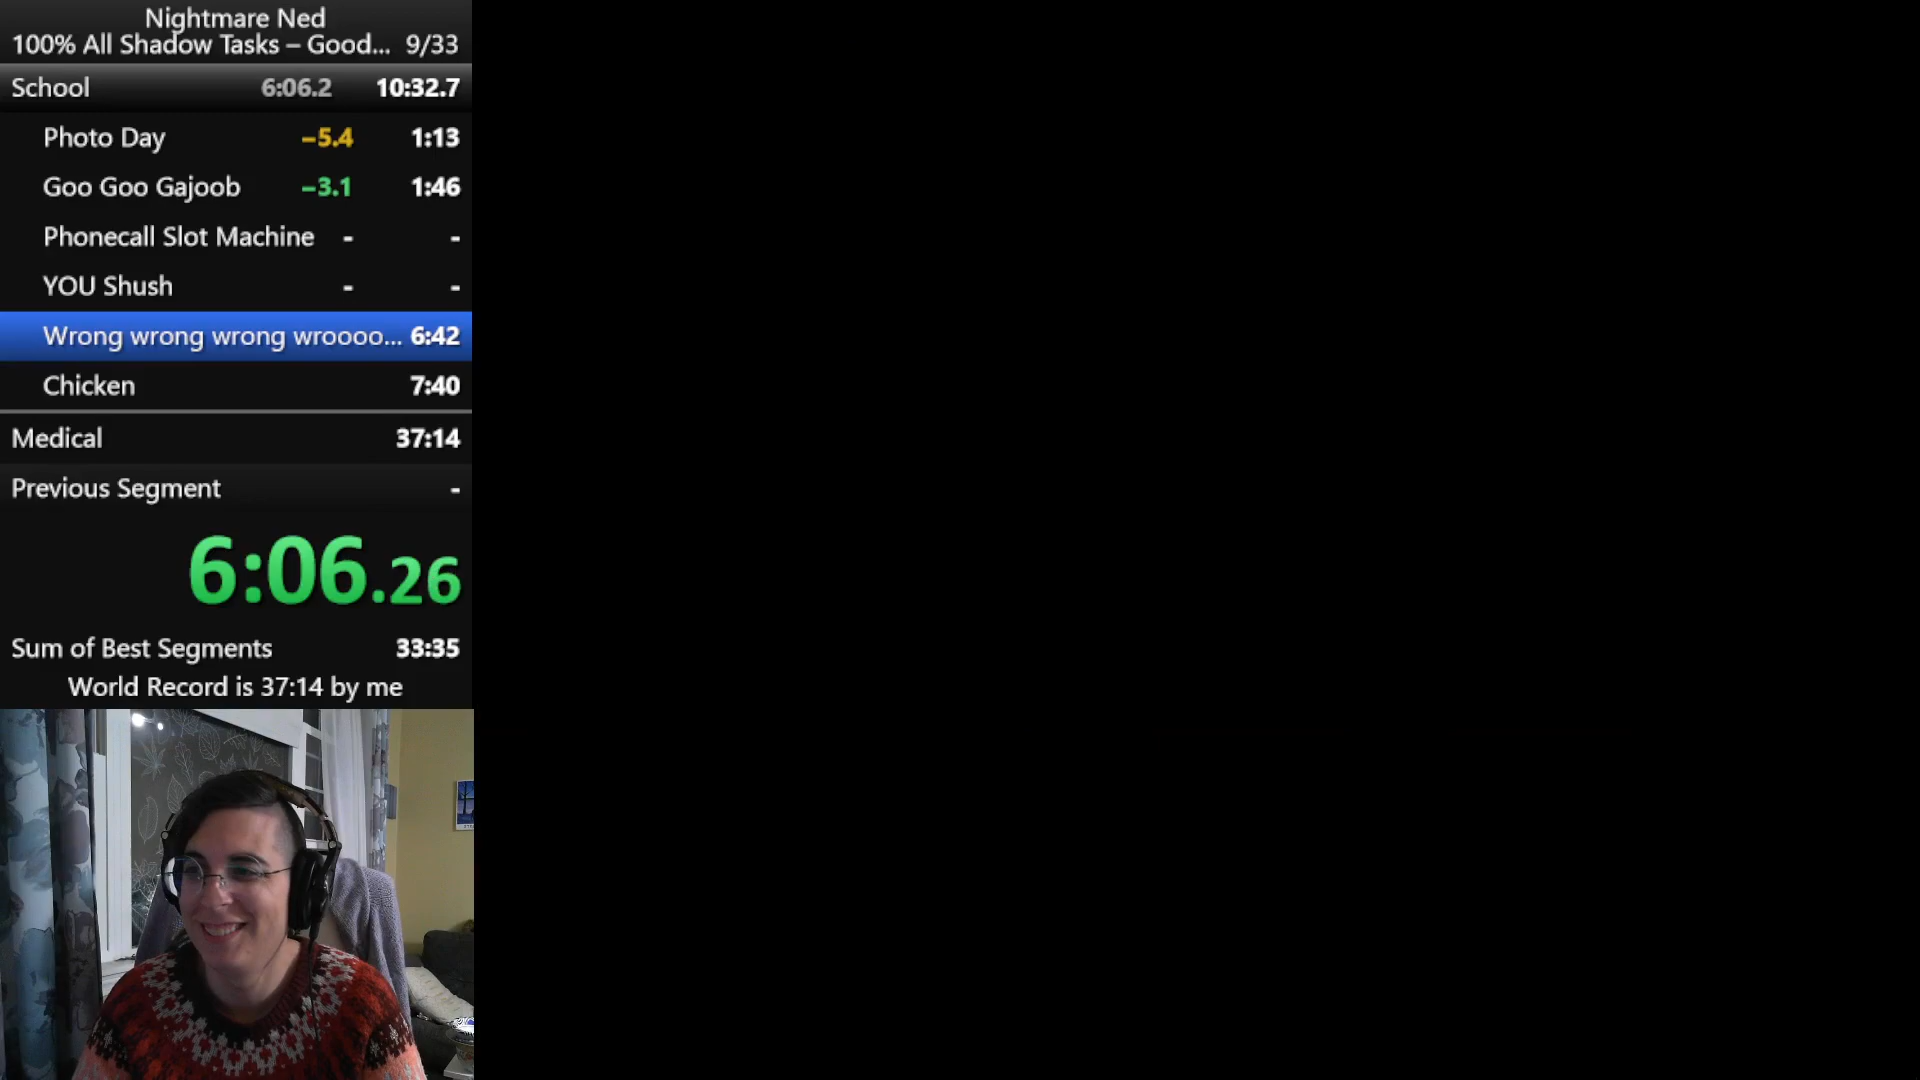 Nightmare Ned
100% All Shadow Tasks – Good... 9/33
School 6:06.2 10:32.7
Photo Day −5.4 1:13
Goo Goo Gajoob −3.1 1:46
Phonecall Slot Machine - -
YOU Shush - -
Wrong wrong wrong wroooo... 6:42
Chicken 7:40
Medical 37:14
Previous Segment -
6:06.26
Sum of Best Segments 33:35
World Record is 37:14 by me